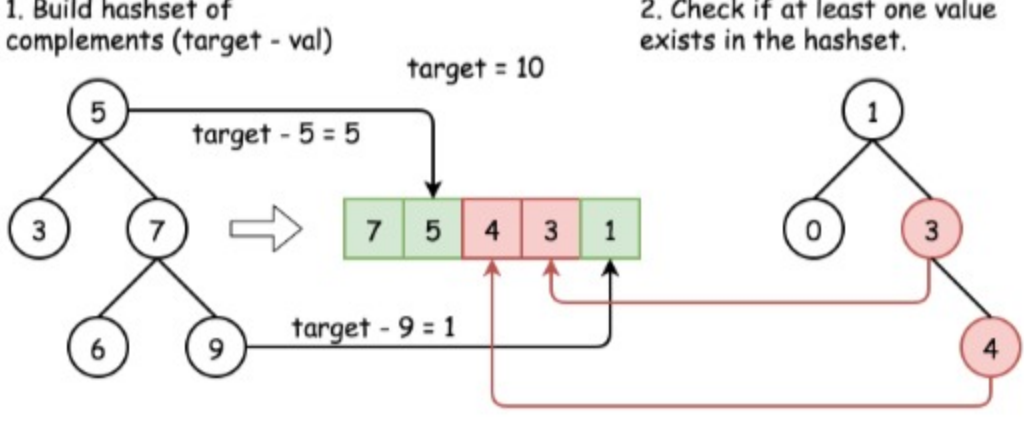 1. Build hashset of
complements (target - val)
2. Check if at least one value
exists in the hashset.
target = 10
5
target - 5 = 5
1
3
7
7
5
4
3
1
0
3
6
9
target - 9 = 1
4